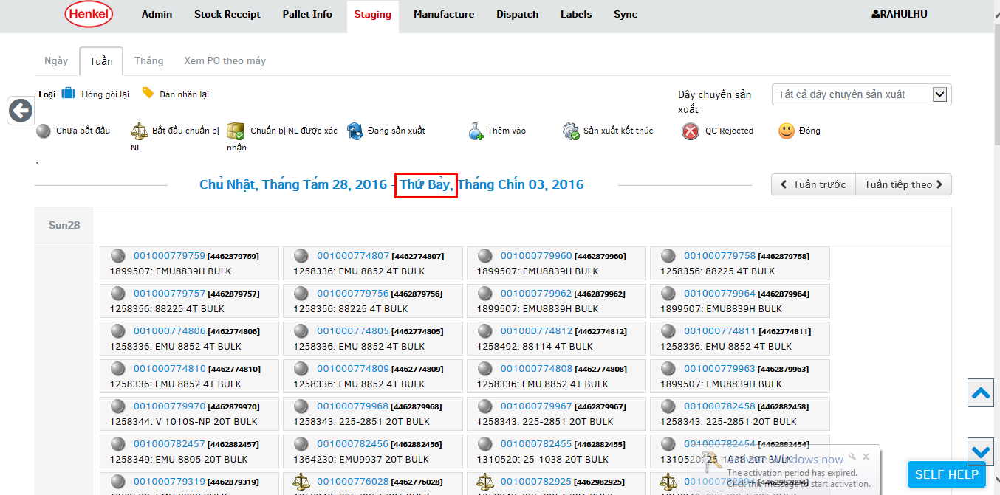 Henkel Admin Stock Receipt Pallet Info Staging Manufacture Dispatch Labels Sync RAHULHU
Ngày Tuần Tháng Xem PO theo máy
Loại Đóng gói lại Dán nhãn lại
Dây chuyền sản xuất
Tất cả dây chuyền sản xuất
Chưa bắt đầu Bắt đầu chuẩn bị NL Chuẩn bị NL được xác nhận Đang sản xuất Thêm vào Sản xuất kết thúc QC Rejected Đóng
`
Chủ Nhật, Tháng Tám 28, 2016 - Thứ Bảy, Tháng Chín 03, 2016
Tuần trước Tuần tiếp theo
Sun28
001000779759 [4462879759] 001000774807 [4462774807] 001000779960 [4462879960] 001000779758 [4462879758]
1899507: EMU8839H BULK 1258336: EMU 8852 4T BULK 1899507: EMU8839H BULK 1258356: 88225 4T BULK
001000779757 [4462879757] 001000779756 [4462879756] 001000779962 [4462879962] 001000779964 [4462879964]
1258356: 88225 4T BULK 1258356: 88225 4T BULK 1899507: EMU8839H BULK 1899507: EMU8839H BULK
001000774806 [4462774806] 001000774805 [4462774805] 001000774812 [4462774812] 001000774811 [4462774811]
1258336: EMU 8852 4T BULK 1258336: EMU 8852 4T BULK 1258492: 88114 4T BULK 1258336: EMU 8852 4T BULK
001000774810 [4462774810] 001000774809 [4462774809] 001000774808 [4462774808] 001000779963 [4462879963]
1258336: EMU 8852 4T BULK 1258336: EMU 8852 4T BULK 1258336: EMU 8852 4T BULK 1899507: EMU8839H BULK
001000779970 [4462879970] 001000779968 [4462879968] 001000779967 [4462879967] 001000782458 [4462882458]
1258344: V 1010S-NP 20T BULK 1258343: 225-2851 20T BULK 1258343: 225-2851 20T BULK 1258343: 225-2851 20T BULK
001000782457 [4462882457] 001000782456 [4462882456] 001000782455 [4462882455] 001000782454 [4462882454]
1258349: EMU 8805 20T BULK 1364230: EMU9937 20T BULK 1310520: 25-1038 20T BULK 1310520: 25-1038 20T BULK
001000779319 [4462879319] 001000776028 [4462776028] 001000782925 [4462982925]
Activate Windows now
The activation period has expired.
Click this message to start activation.
SELF HELP